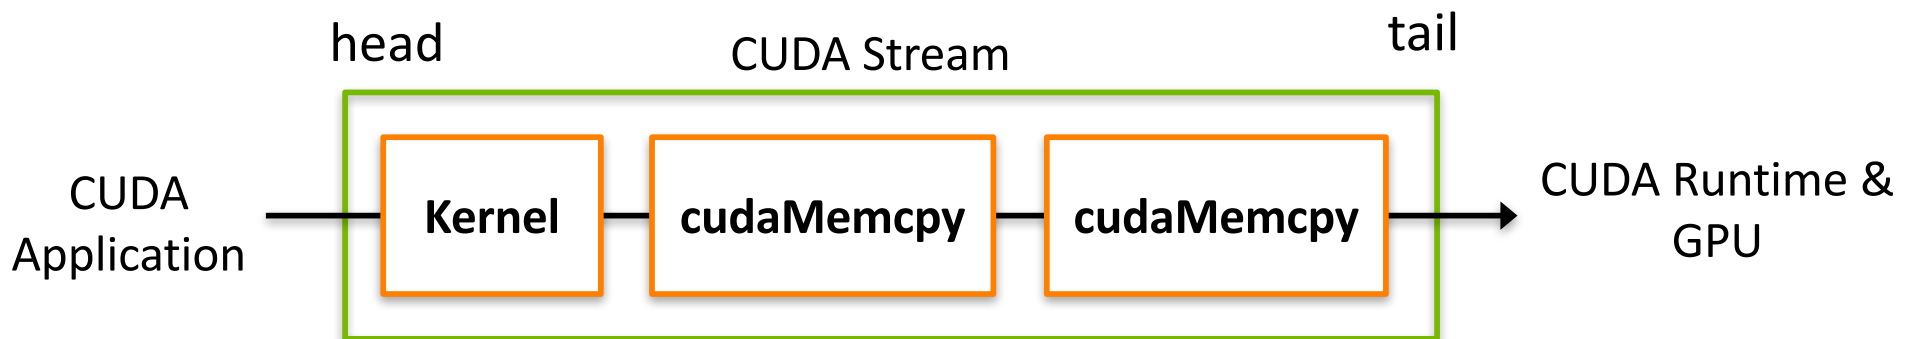 head
CUDA Stream
tail
CUDA
Application
Kernel
cudaMemcpy
cudaMemcpy
CUDA Runtime &
GPU